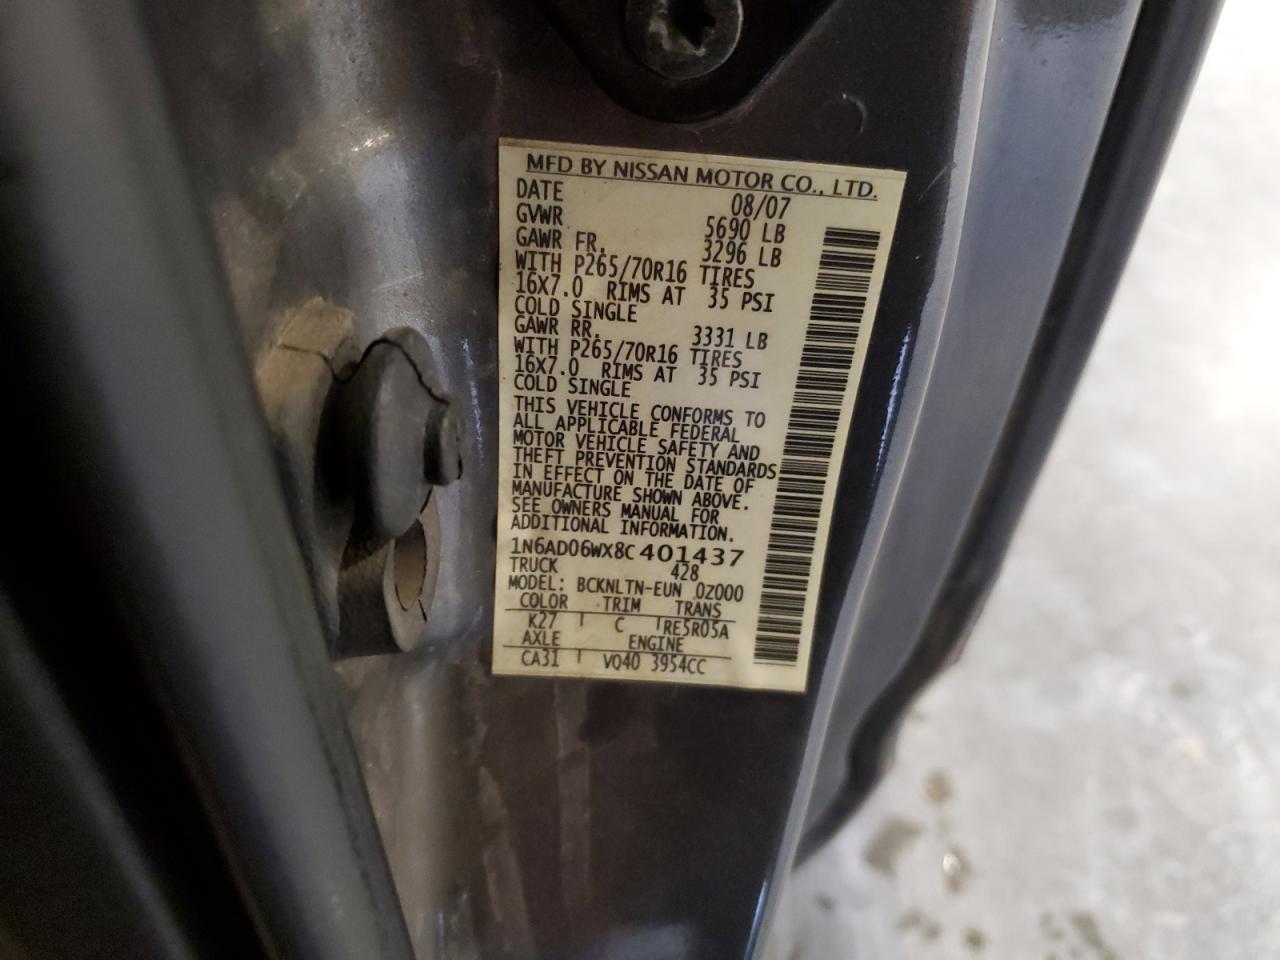 MFD BY NISSAN MOTOR CO., LTD.
DATE 08/07
GVWR 5690 LB
GAWR FR. 3296 LB
WITH P265/70R16 TIRES
16X7.0 RIMS AT 35 PSI
COLD SINGLE
GAWR RR. 3331 LB
WITH P265/70R16 TIRES
16X7.0 RIMS AT 35 PSI
COLD SINGLE
THIS VEHICLE CONFORMS TO
ALL APPLICABLE FEDERAL
MOTOR VEHICLE SAFETY AND
THEFT PREVENTION STANDARDS
IN EFFECT ON THE DATE OF
MANUFACTURE SHOWN ABOVE.
SEE OWNERS MANUAL FOR
ADDITIONAL INFORMATION.
1N6AD06WX8C401437
TRUCK 428
MODEL: BCKNLTN-EUN 0Z000
COLOR TRIM TRANS
K27 C RE5R05A
AXLE ENGINE
CA31 VQ40 3954CC